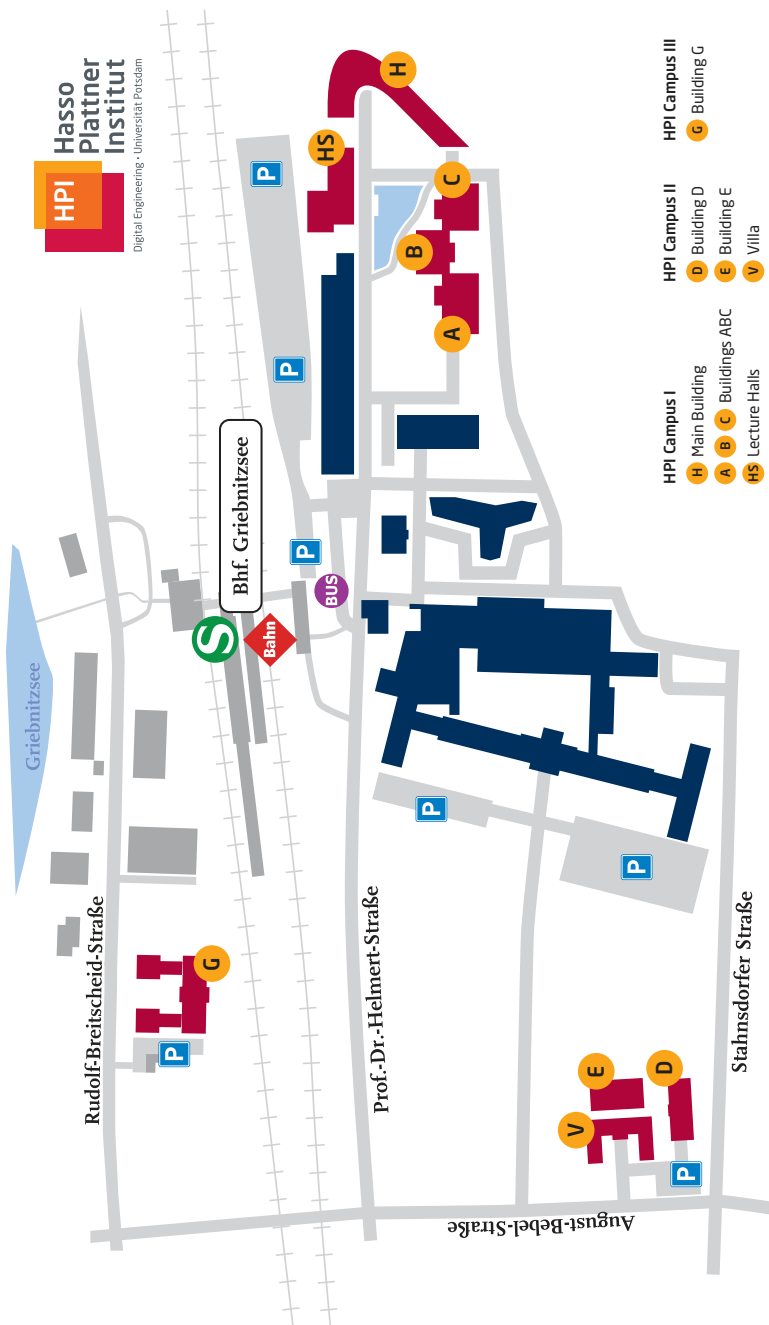 HPI
Hasso
Plattner
Institut
Digital Engineering • Universität Potsdam
Griebnitzsee
Rudolf-Breitscheid-Straße
P
G
S
Bahn
Bhf. Griebnitzsee
BUS
P
P
P
HS
H
Prof.-Dr.-Helmert-Straße
P
P
A
B
C
V
E
D
P
August-Bebel-Straße
Stahnsdorfer Straße
HPI Campus I
H Main Building
A B C Buildings ABC
HS Lecture Halls
HPI Campus II
D Building D
E Building E
V Villa
HPI Campus III
G Building G